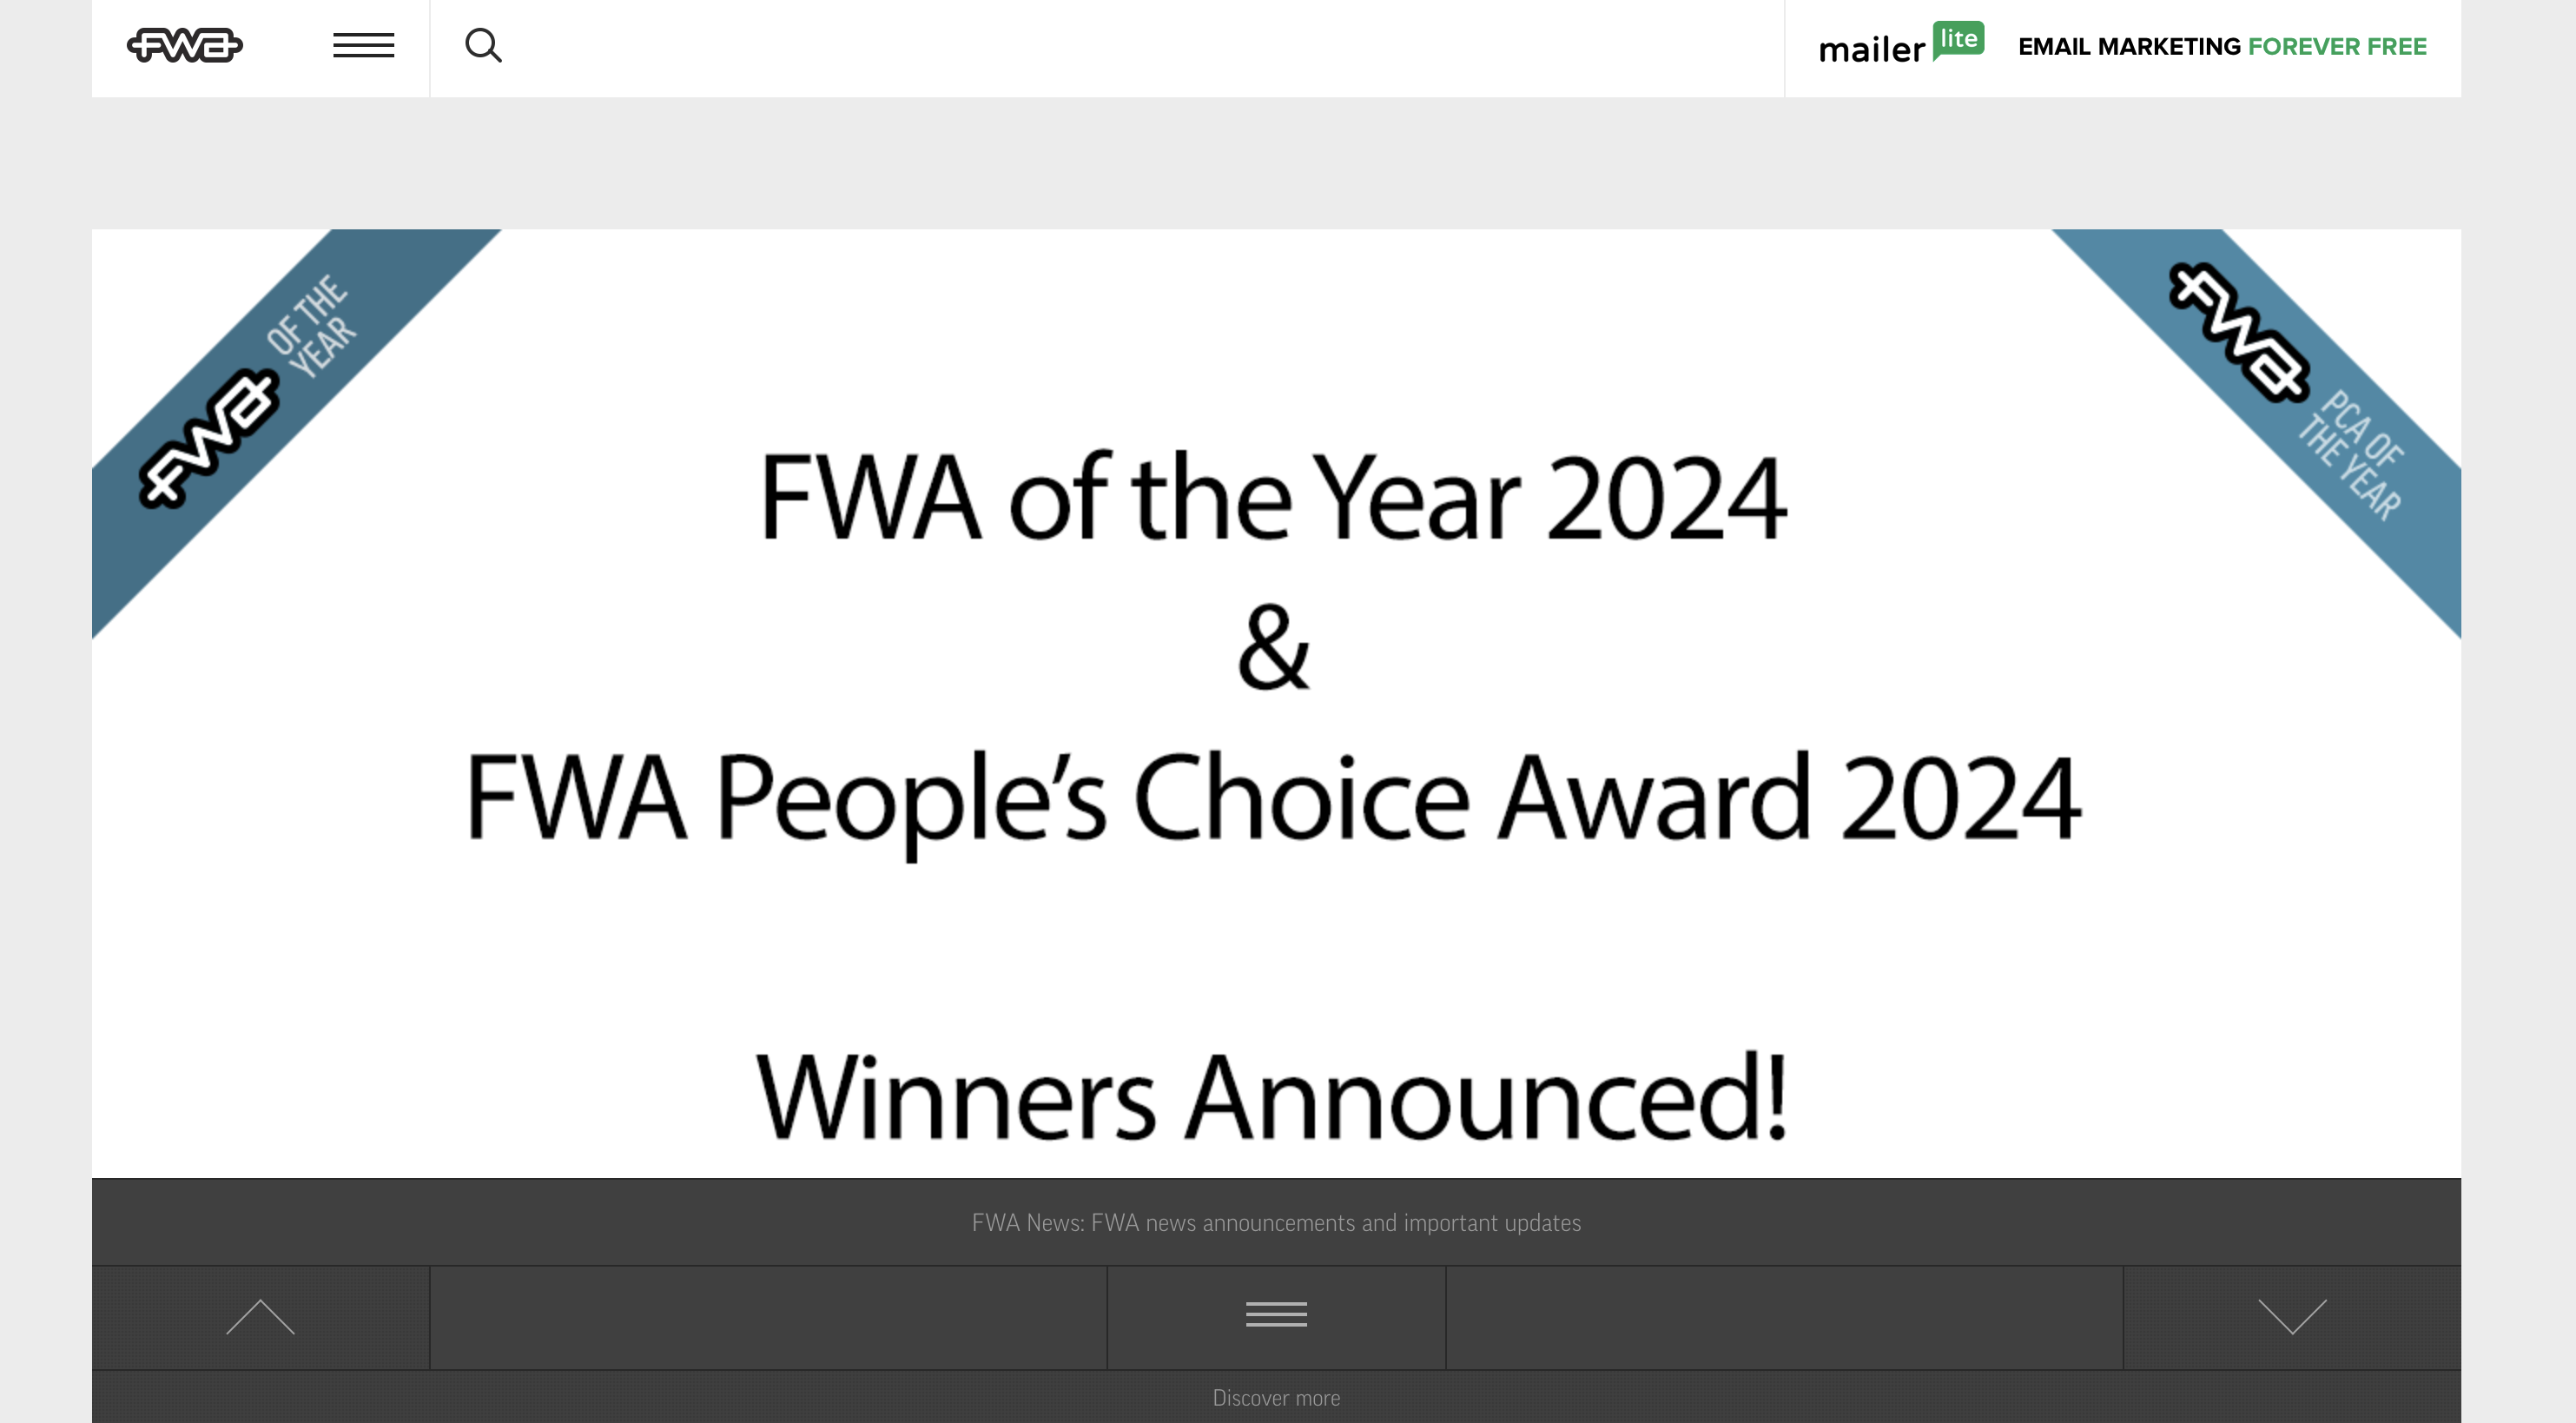 FWA
mailer lite
EMAIL MARKETING FOREVER FREE
FWA OF THE
YEAR
FWA PCA OF
THE YEAR
FWA of the Year 2024
&
FWA People’s Choice Award 2024
Winners Announced!
FWA News: FWA news announcements and important updates
Discover more